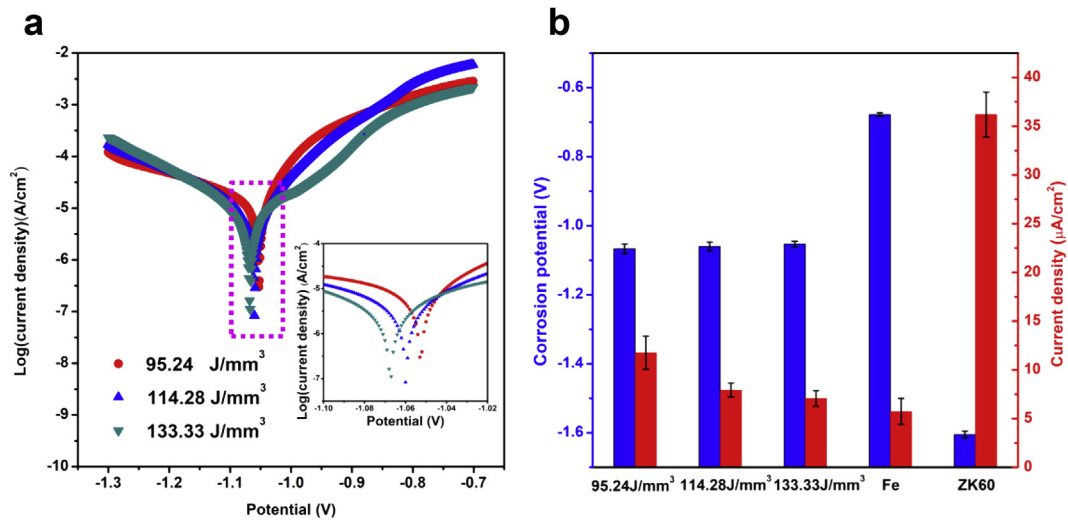 a
-2
-3
-4
-5
-6
-7
-8
-9
-10
Log(current density)(A/cm²)
95.24 J/mm³
114.28 J/mm³
133.33 J/mm³
-1.3 -1.2 -1.1 -1.0 -0.9 -0.8 -0.7
Potential (V)
-4
-5
-6
-7
Log(current density) (A/cm²)
-1.10 -1.08 -1.06 -1.04 -1.02
Potential (V)
b
-0.6
-0.8
-1.0
-1.2
-1.4
-1.6
Corrosion potential (V)
40
35
30
25
20
15
10
5
0
Current density (μA/cm²)
95.24J/mm³ 114.28J/mm³ 133.33J/mm³ Fe ZK60